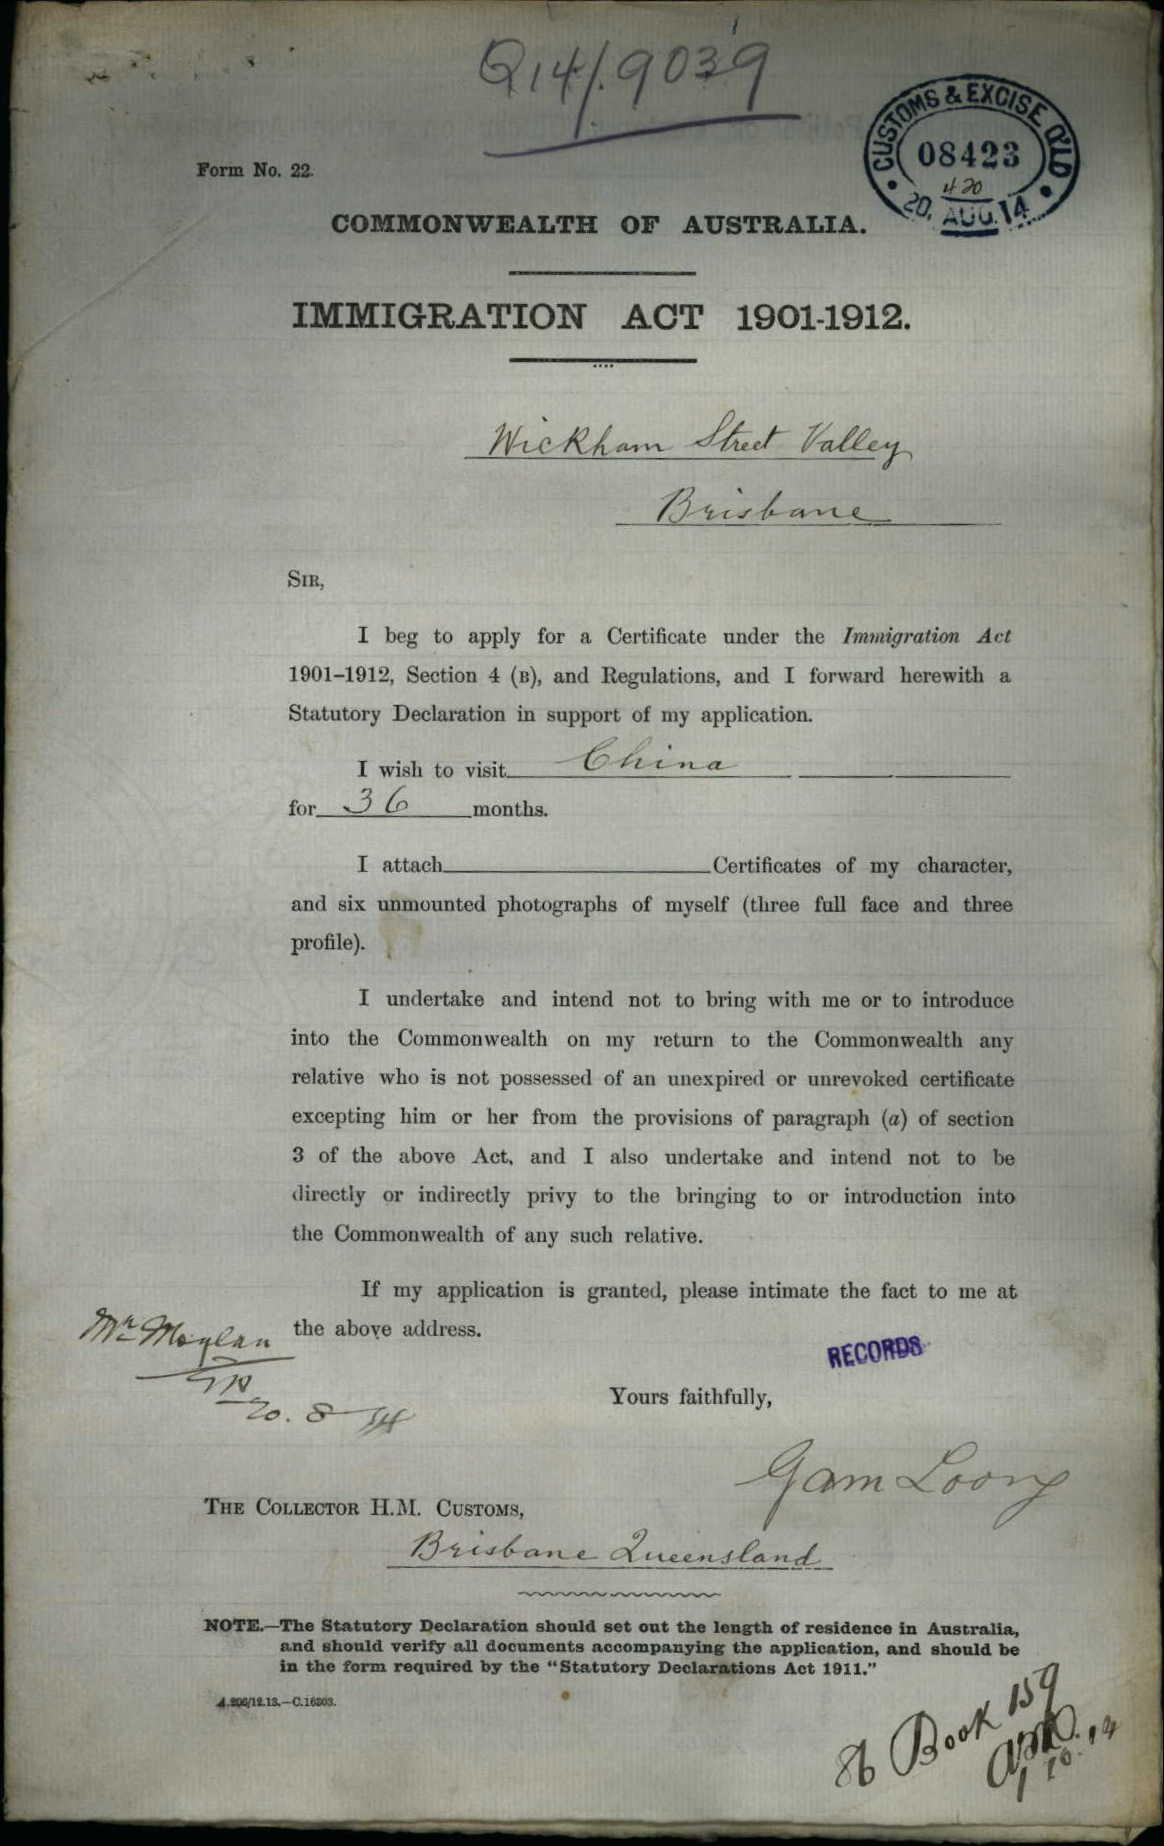 Q14/.9039
CUSTOMS & EXCISE Q'LD
08423
420
20. AUG. 14
Form No. 22.
COMMONWEALTH OF AUSTRALIA.
IMMIGRATION ACT 1901-1912.
Wickham Street Valley
Brisbane
SIR,
I beg to apply for a Certificate under the Immigration Act
1901–1912, Section 4 (B), and Regulations, and I forward herewith a
Statutory Declaration in support of my application.
I wish to visit China
for 36 months.
I attach Certificates of my character,
and six unmounted photographs of myself (three full face and three
profile).
I undertake and intend not to bring with me or to introduce
into the Commonwealth on my return to the Commonwealth any
relative who is not possessed of an unexpired or unrevoked certificate
excepting him or her from the provisions of paragraph (a) of section
3 of the above Act, and I also undertake and intend not to be
directly or indirectly privy to the bringing to or introduction into
the Commonwealth of any such relative.
If my application is granted, please intimate the fact to me at
the above address.
Mr Moylan
20.8.14
RECORDS
Yours faithfully,
Gam Loong
THE COLLECTOR H.M. CUSTOMS,
Brisbane Queensland
NOTE.—The Statutory Declaration should set out the length of residence in Australia,
and should verify all documents accompanying the application, and should be
in the form required by the "Statutory Declarations Act 1911."
Book 159
1.10.14